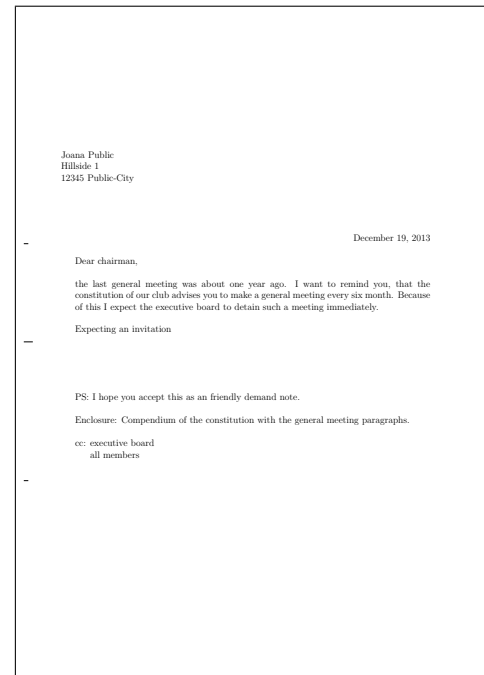 Joana Public
Hillside 1
12345 Public-City
December 19, 2013
Dear chairman,
the last general meeting was about one year ago. I want to remind you, that the
constitution of our club advises you to make a general meeting every six month. Because
of this I expect the executive board to detain such a meeting immediately.
Expecting an invitation
PS: I hope you accept this as an friendly demand note.
Enclosure: Compendium of the constitution with the general meeting paragraphs.
cc: executive board
all members